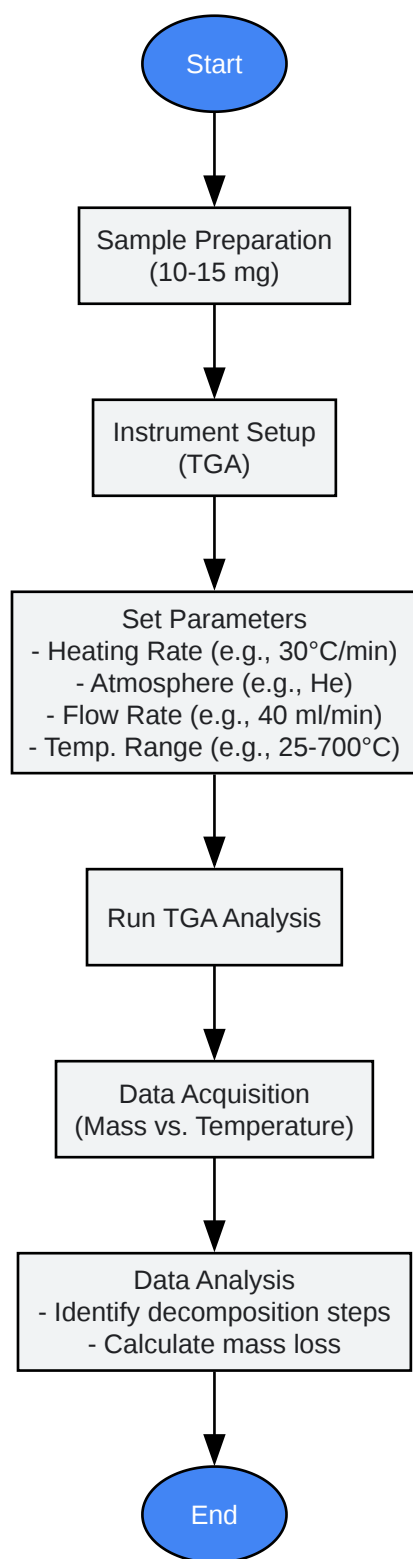 Start
Sample Preparation
(10-15 mg)
Instrument Setup
(TGA)
Set Parameters
- Heating Rate (e.g., 30°C/min)
- Atmosphere (e.g., He)
- Flow Rate (e.g., 40 ml/min)
- Temp. Range (e.g., 25-700°C)
Run TGA Analysis
Data Acquisition
(Mass vs. Temperature)
Data Analysis
- Identify decomposition steps
- Calculate mass loss
End